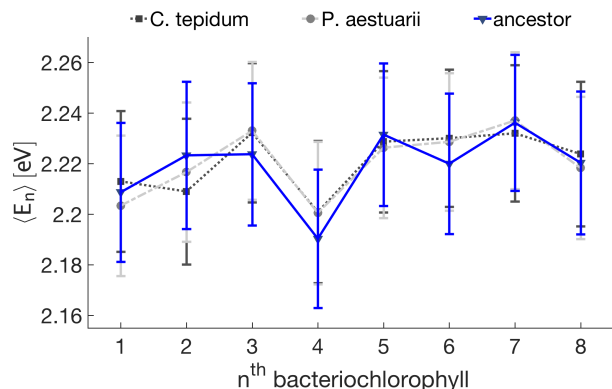 C. tepidum P. aestuarii ancestor
2.26
2.24
2.22
2.2
2.18
2.16
⟨Eₙ⟩ [eV]
1 2 3 4 5 6 7 8
nᵗʰ bacteriochlorophyll